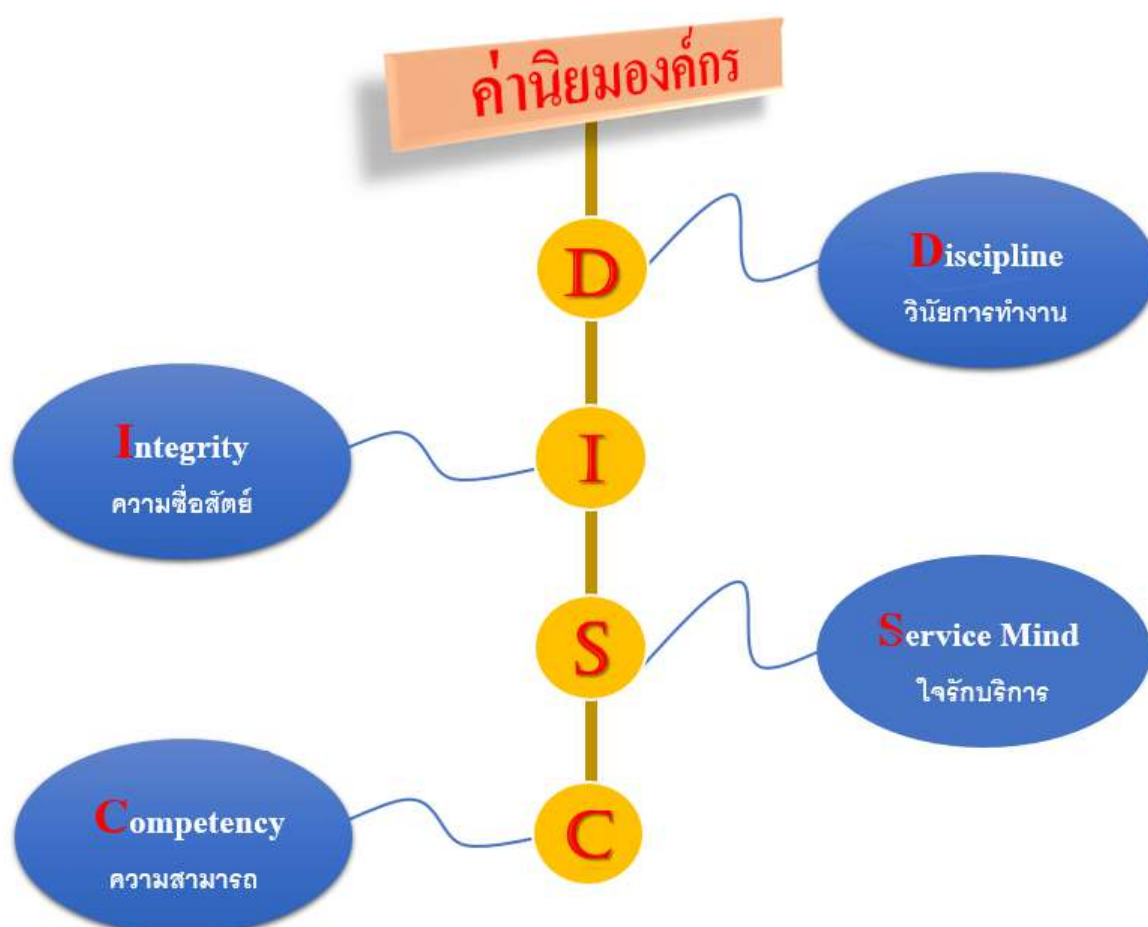 ค่านิยมองค์กร
D
Discipline
วินัยการทำงาน
I
Integrity
ความซื่อสัตย์
S
Service Mind
ใจรักบริการ
C
Competency
ความสามารถ